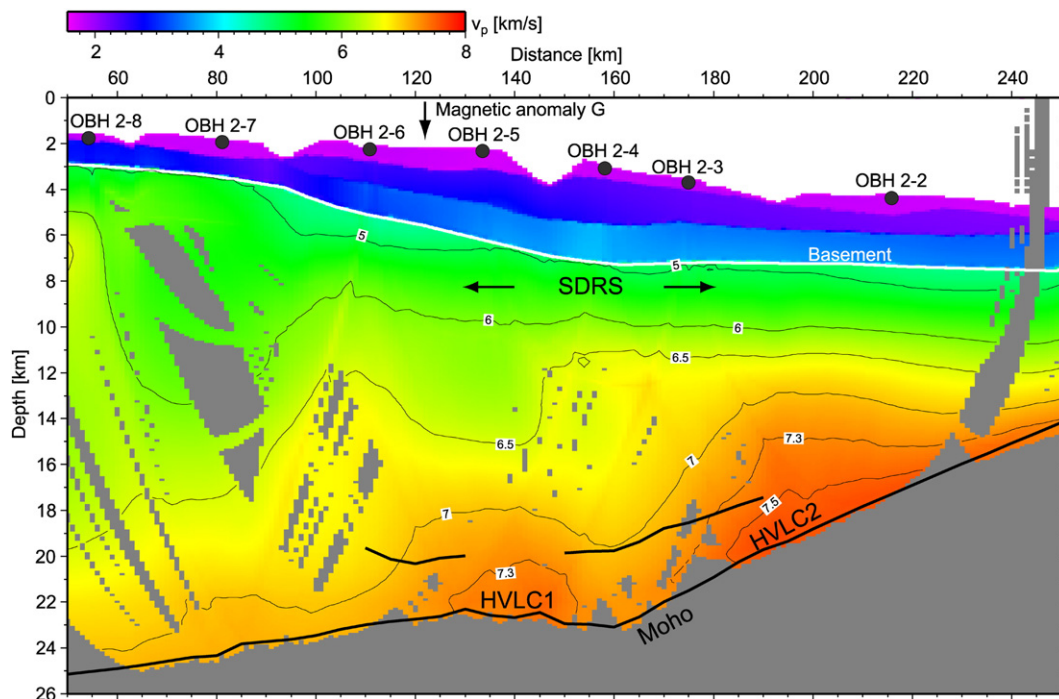 v_p [km/s]
2 4 6 8
Distance [km]
60 80 100 120 140 160 180 200 220 240
0
2
4
6
8
10
12
14
16
18
20
22
24
26
Depth [km]
Magnetic anomaly G
OBH 2-8
OBH 2-7
OBH 2-6
OBH 2-5
OBH 2-4
OBH 2-3
OBH 2-2
Basement
5
5
SDRS
6
6
6.5
6.5
7
7.3
7
7.3
7.5
HVLC2
HVLC1
Moho